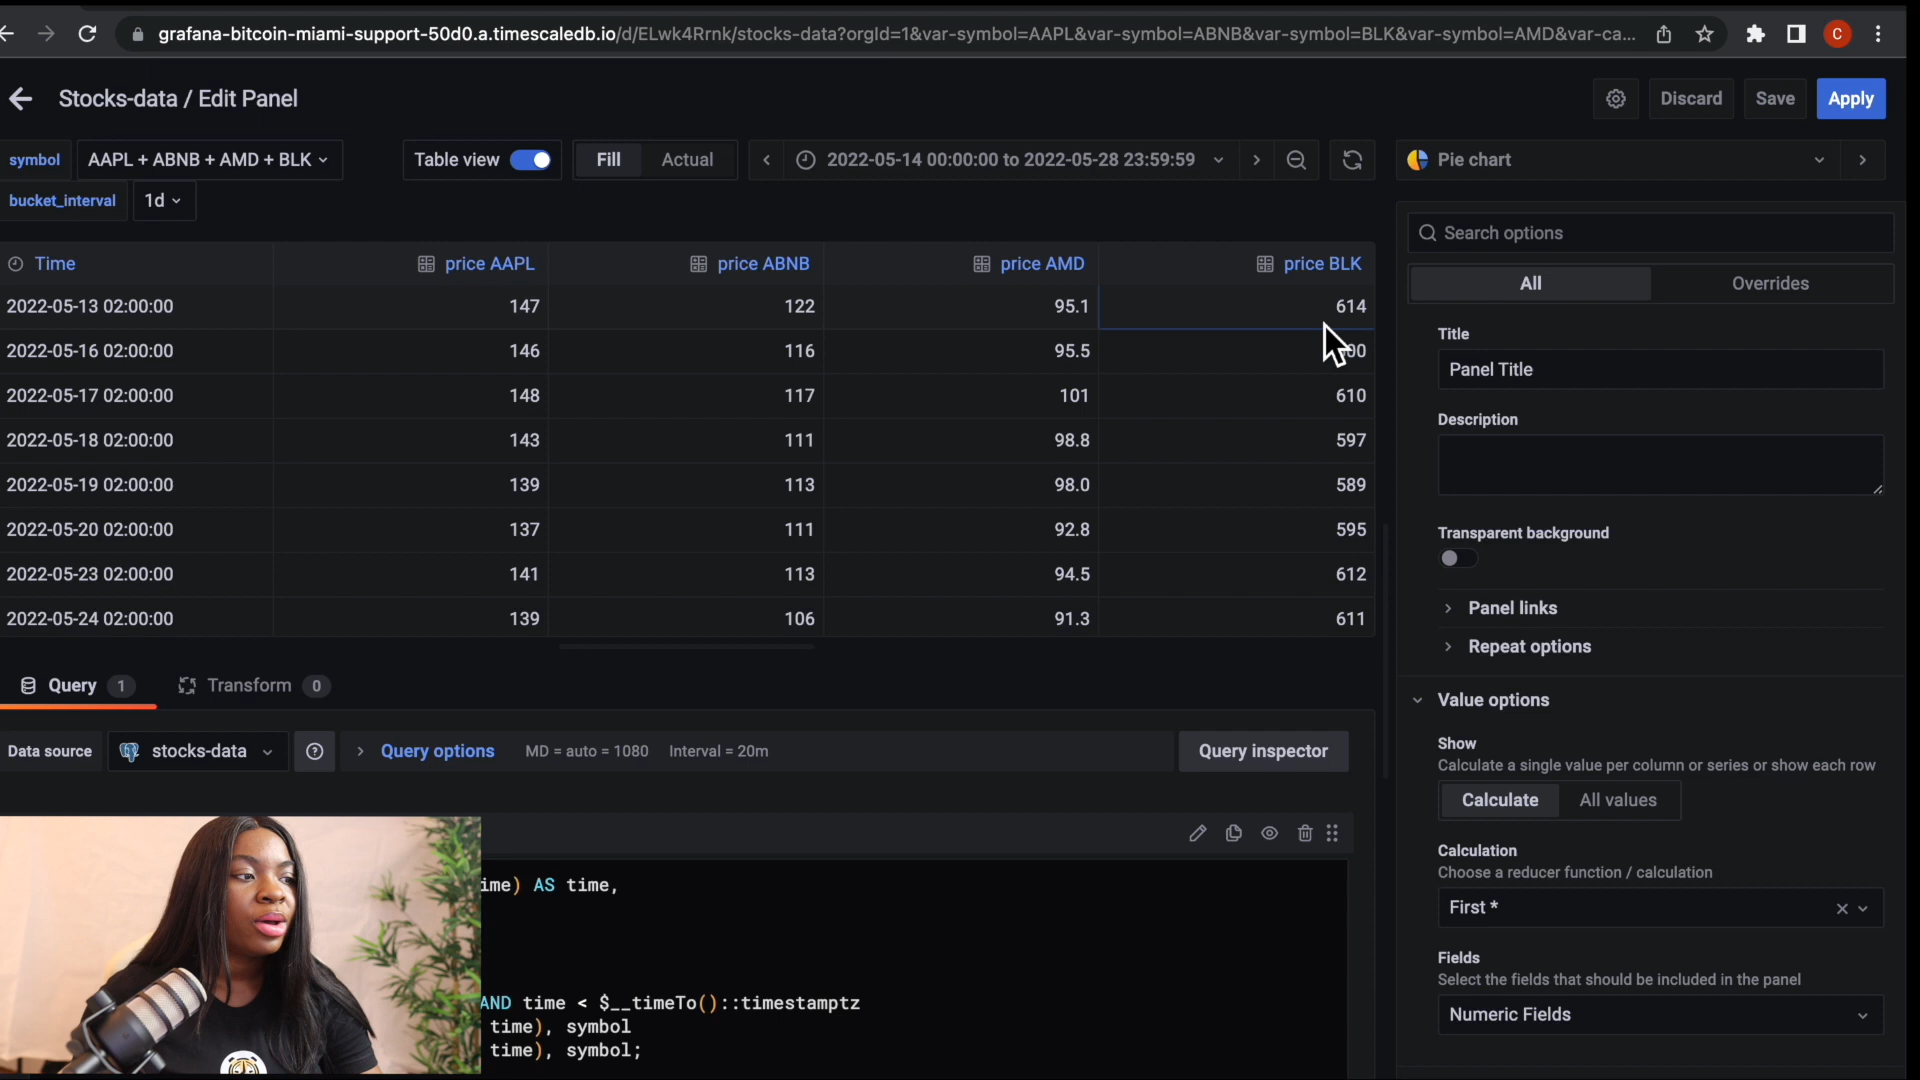 grafana-bitcoin-miami-support-50d0.a.timescaledb.io/d/ELwk4Rrnk/stocks-data?orgId=1&var-symbol=AAPL&var-symbol=ABNB&var-symbol=BLK&var-symbol=AMD&var-ca...
C
Stocks-data / Edit Panel
Discard
Save
Apply
symbol
AAPL + ABNB + AMD + BLK
Table view
Fill
Actual
2022-05-14 00:00:00 to 2022-05-28 23:59:59
Pie chart
bucket_interval
1d
Search options
All
Overrides
Time price AAPL price ABNB price AMD price BLK
2022-05-13 02:00:00 147 122 95.1 614
2022-05-16 02:00:00 146 116 95.5
2022-05-17 02:00:00 148 117 101 610
2022-05-18 02:00:00 143 111 98.8 597
2022-05-19 02:00:00 139 113 98.0 589
2022-05-20 02:00:00 137 111 92.8 595
2022-05-23 02:00:00 141 113 94.5 612
2022-05-24 02:00:00 139 106 91.3 611
Title
Panel Title
Description
Transparent background
Panel links
Repeat options
Query 1
Transform 0
Data source
stocks-data
Query options
MD = auto = 1080
Interval = 20m
Query inspector
Value options
Show
Calculate a single value per column or series or show each row
Calculate
All values
Calculation
Choose a reducer function / calculation
First *
Fields
Select the fields that should be included in the panel
Numeric Fields
ime) AS time,
AND time < $__timeTo()::timestamptz
time), symbol
time), symbol;